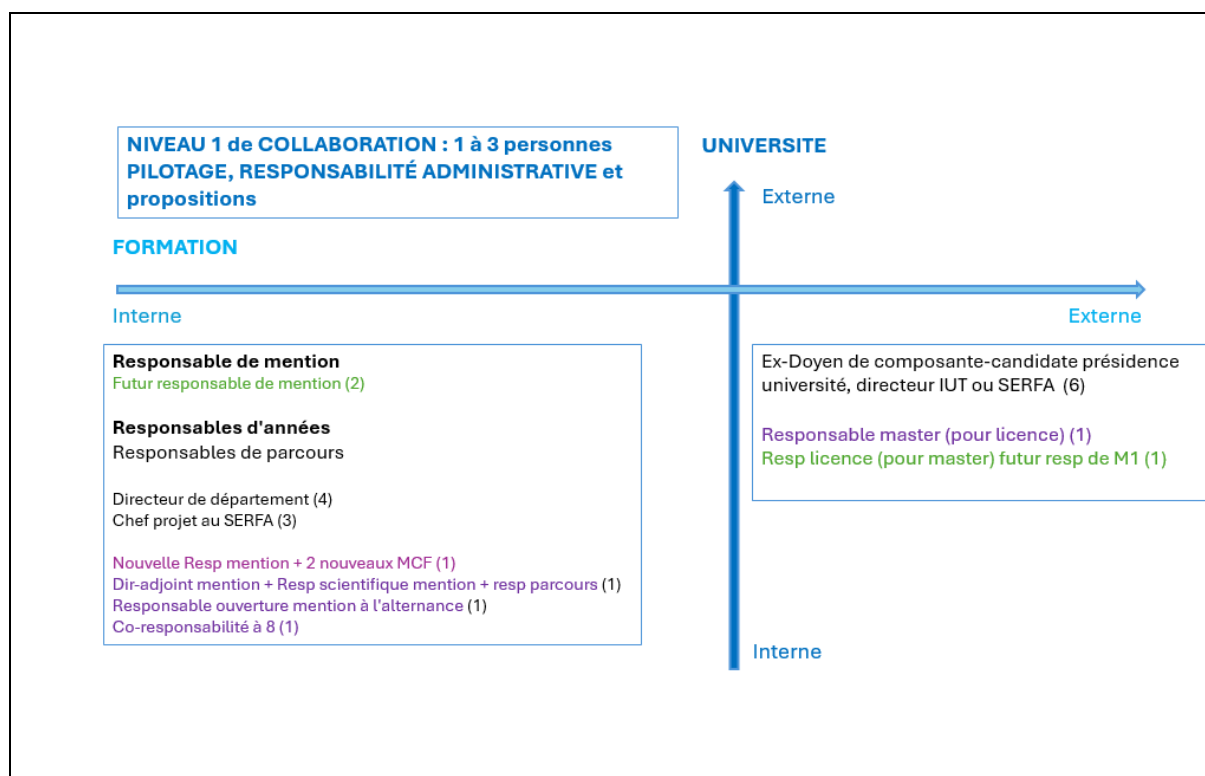 NIVEAU 1 de COLLABORATION : 1 à 3 personnes
PILOTAGE, RESPONSABILITÉ ADMINISTRATIVE et
propositions
UNIVERSITE
Externe
FORMATION
Interne
Externe
Responsable de mention
Futur responsable de mention (2)
Responsables d'années
Responsables de parcours
Directeur de département (4)
Chef projet au SERFA (3)
Nouvelle Resp mention + 2 nouveaux MCF (1)
Dir-adjoint mention + Resp scientifique mention + resp parcours (1)
Responsable ouverture mention à l'alternance (1)
Co-responsabilité à 8 (1)
Ex-Doyen de composante-candidate présidence
université, directeur IUT ou SERFA (6)
Responsable master (pour licence) (1)
Resp licence (pour master) futur resp de M1 (1)
Interne